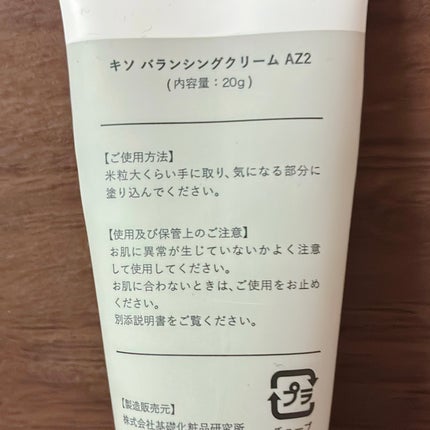 キソ バランシングクリーム AZ2
(内容量：20g)
【ご使用方法】
米粒大くらい手に取り、気になる部分に
塗り込んでください。
【使用及び保管上のご注意】
お肌に異常が生じていないかよく注意
して使用してください。
お肌に合わないときは、ご使用をお止め
ください。
別添説明書をご覧ください。
プラ
【製造販売元】
株式会社基礎化粧品研究所
チューブ